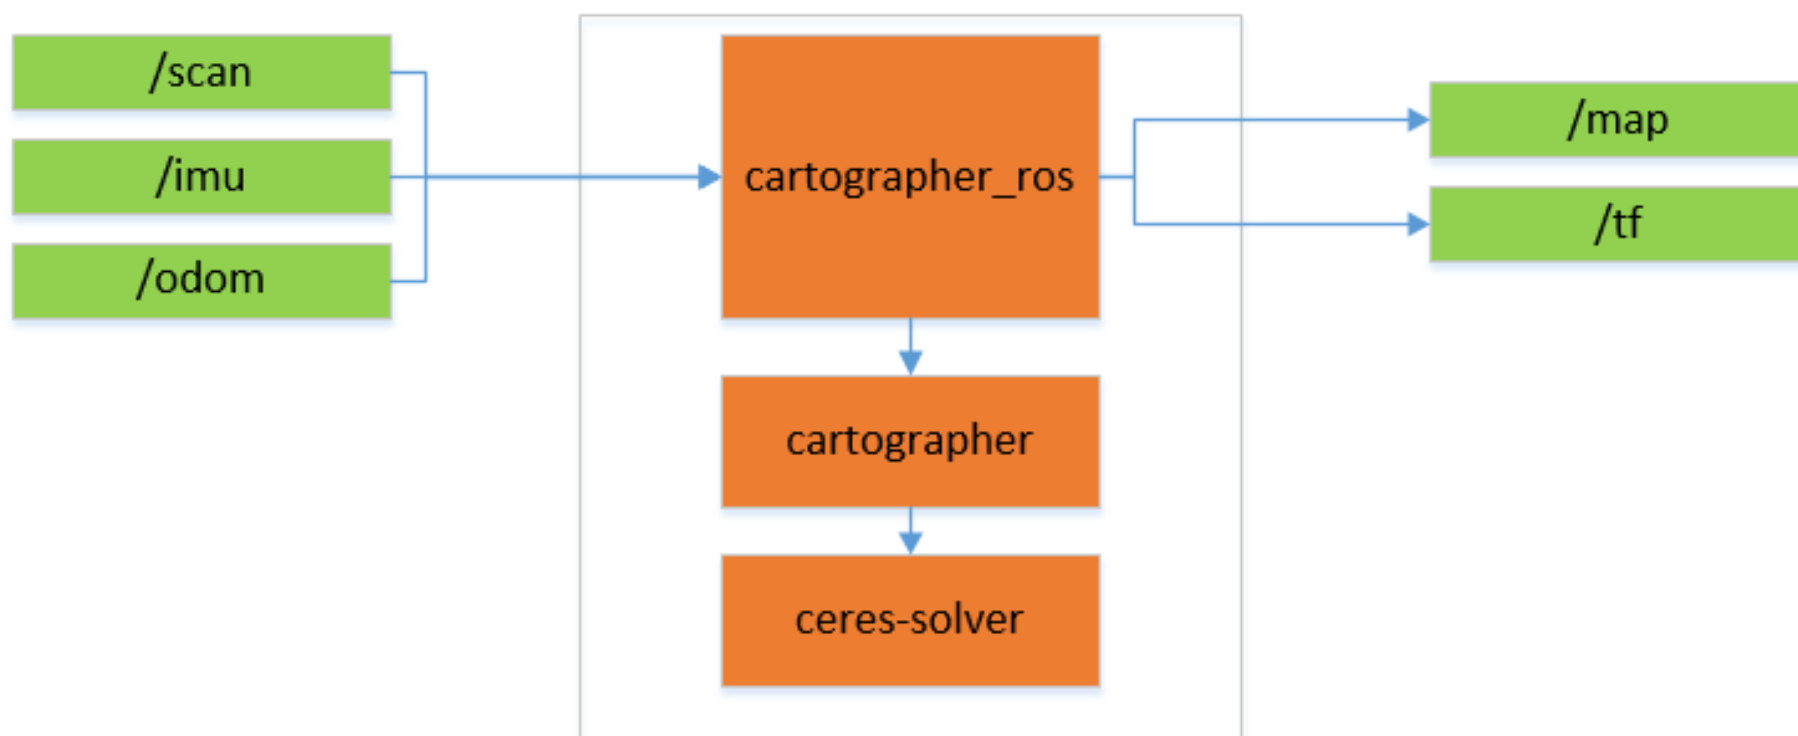 /scan
/imu
/odom
cartographer_ros
cartographer
ceres-solver
/map
/tf